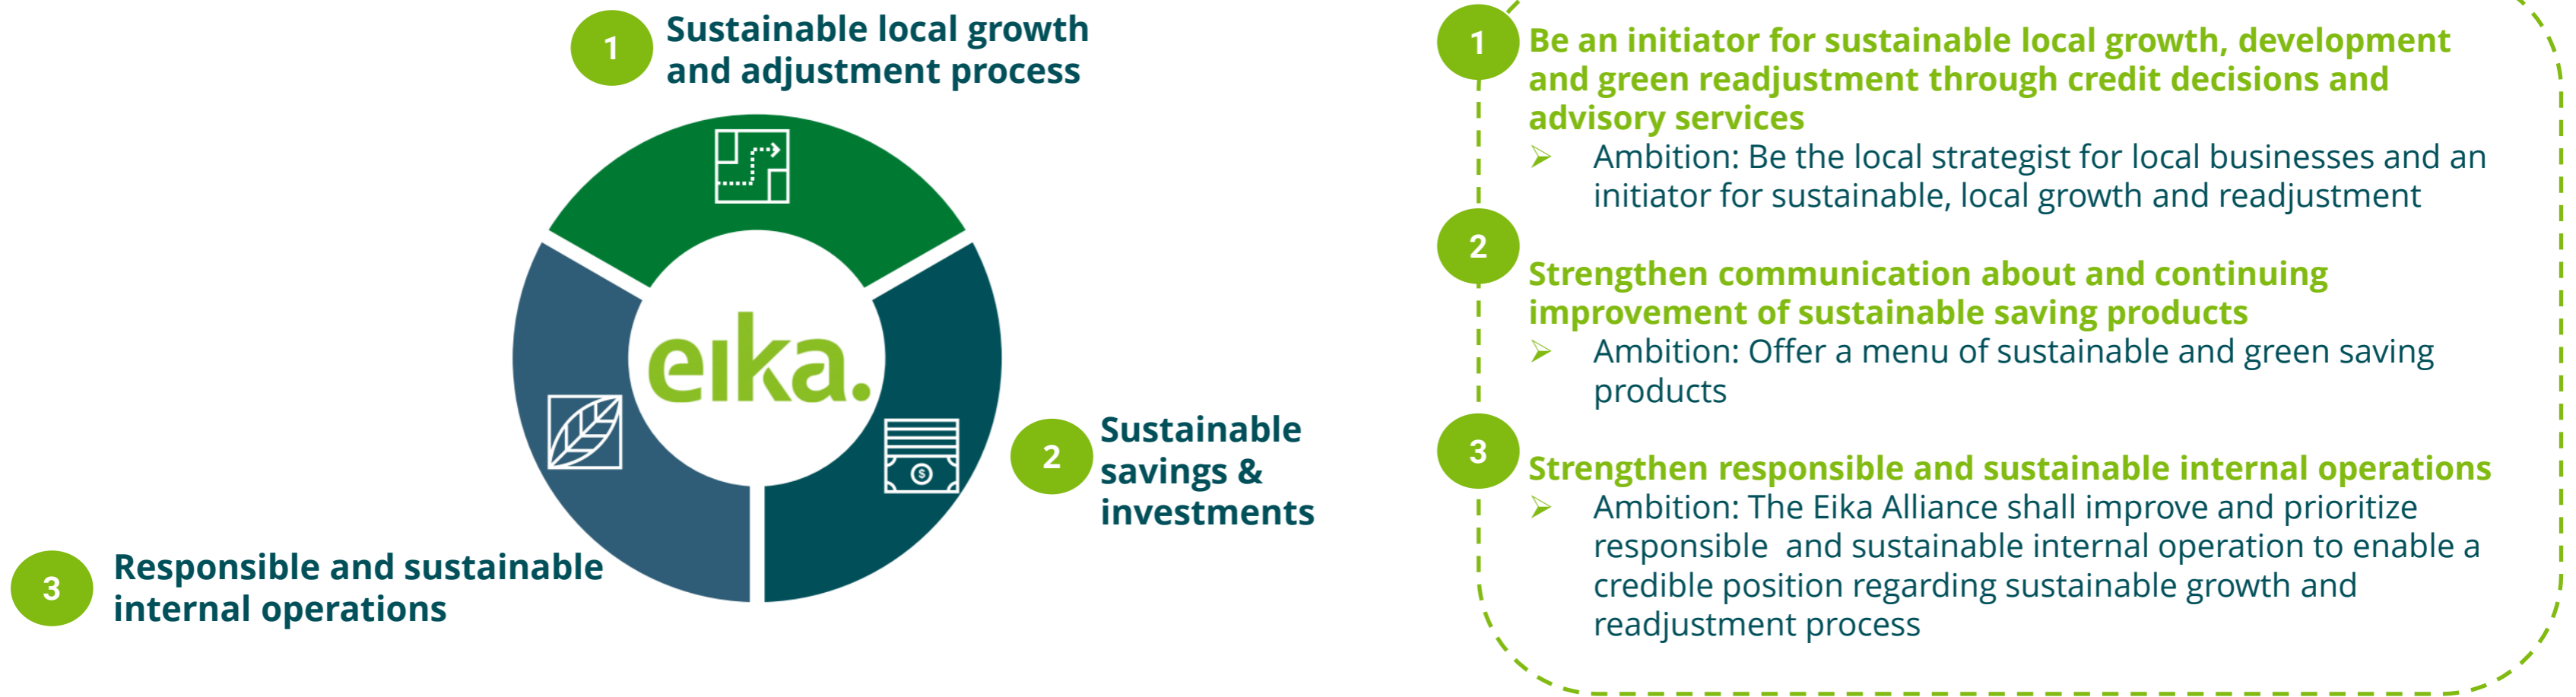 1
Sustainable local growth
and adjustment process
eika.
2
Sustainable
savings &
investments
3
Responsible and sustainable
internal operations
1
Be an initiator for sustainable local growth, development
and green readjustment through credit decisions and
advisory services
Ambition: Be the local strategist for local businesses and an
initiator for sustainable, local growth and readjustment
2
Strengthen communication about and continuing
improvement of sustainable saving products
Ambition: Offer a menu of sustainable and green saving
products
3
Strengthen responsible and sustainable internal operations
Ambition: The Eika Alliance shall improve and prioritize
responsible and sustainable internal operation to enable a
credible position regarding sustainable growth and
readjustment process